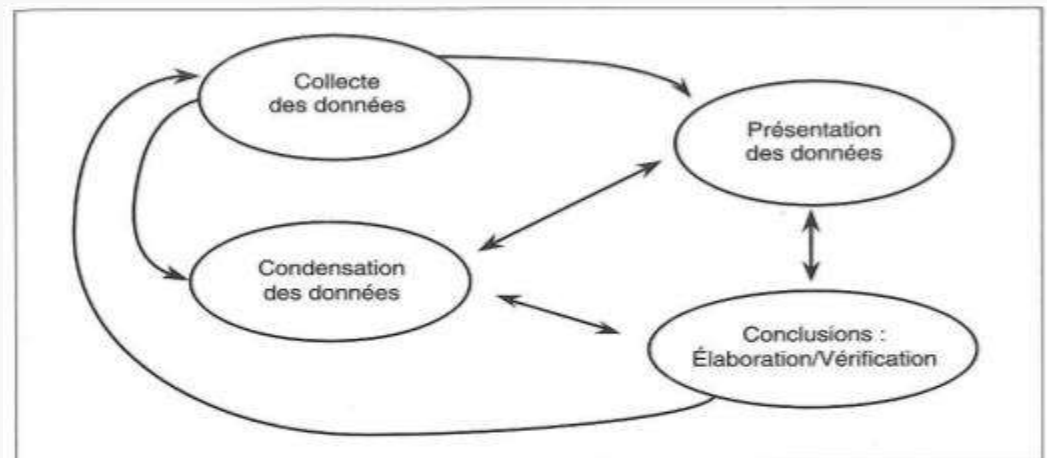 Collecte
des données
Présentation
des données
Condensation
des données
Conclusions :
Élaboration/Vérification